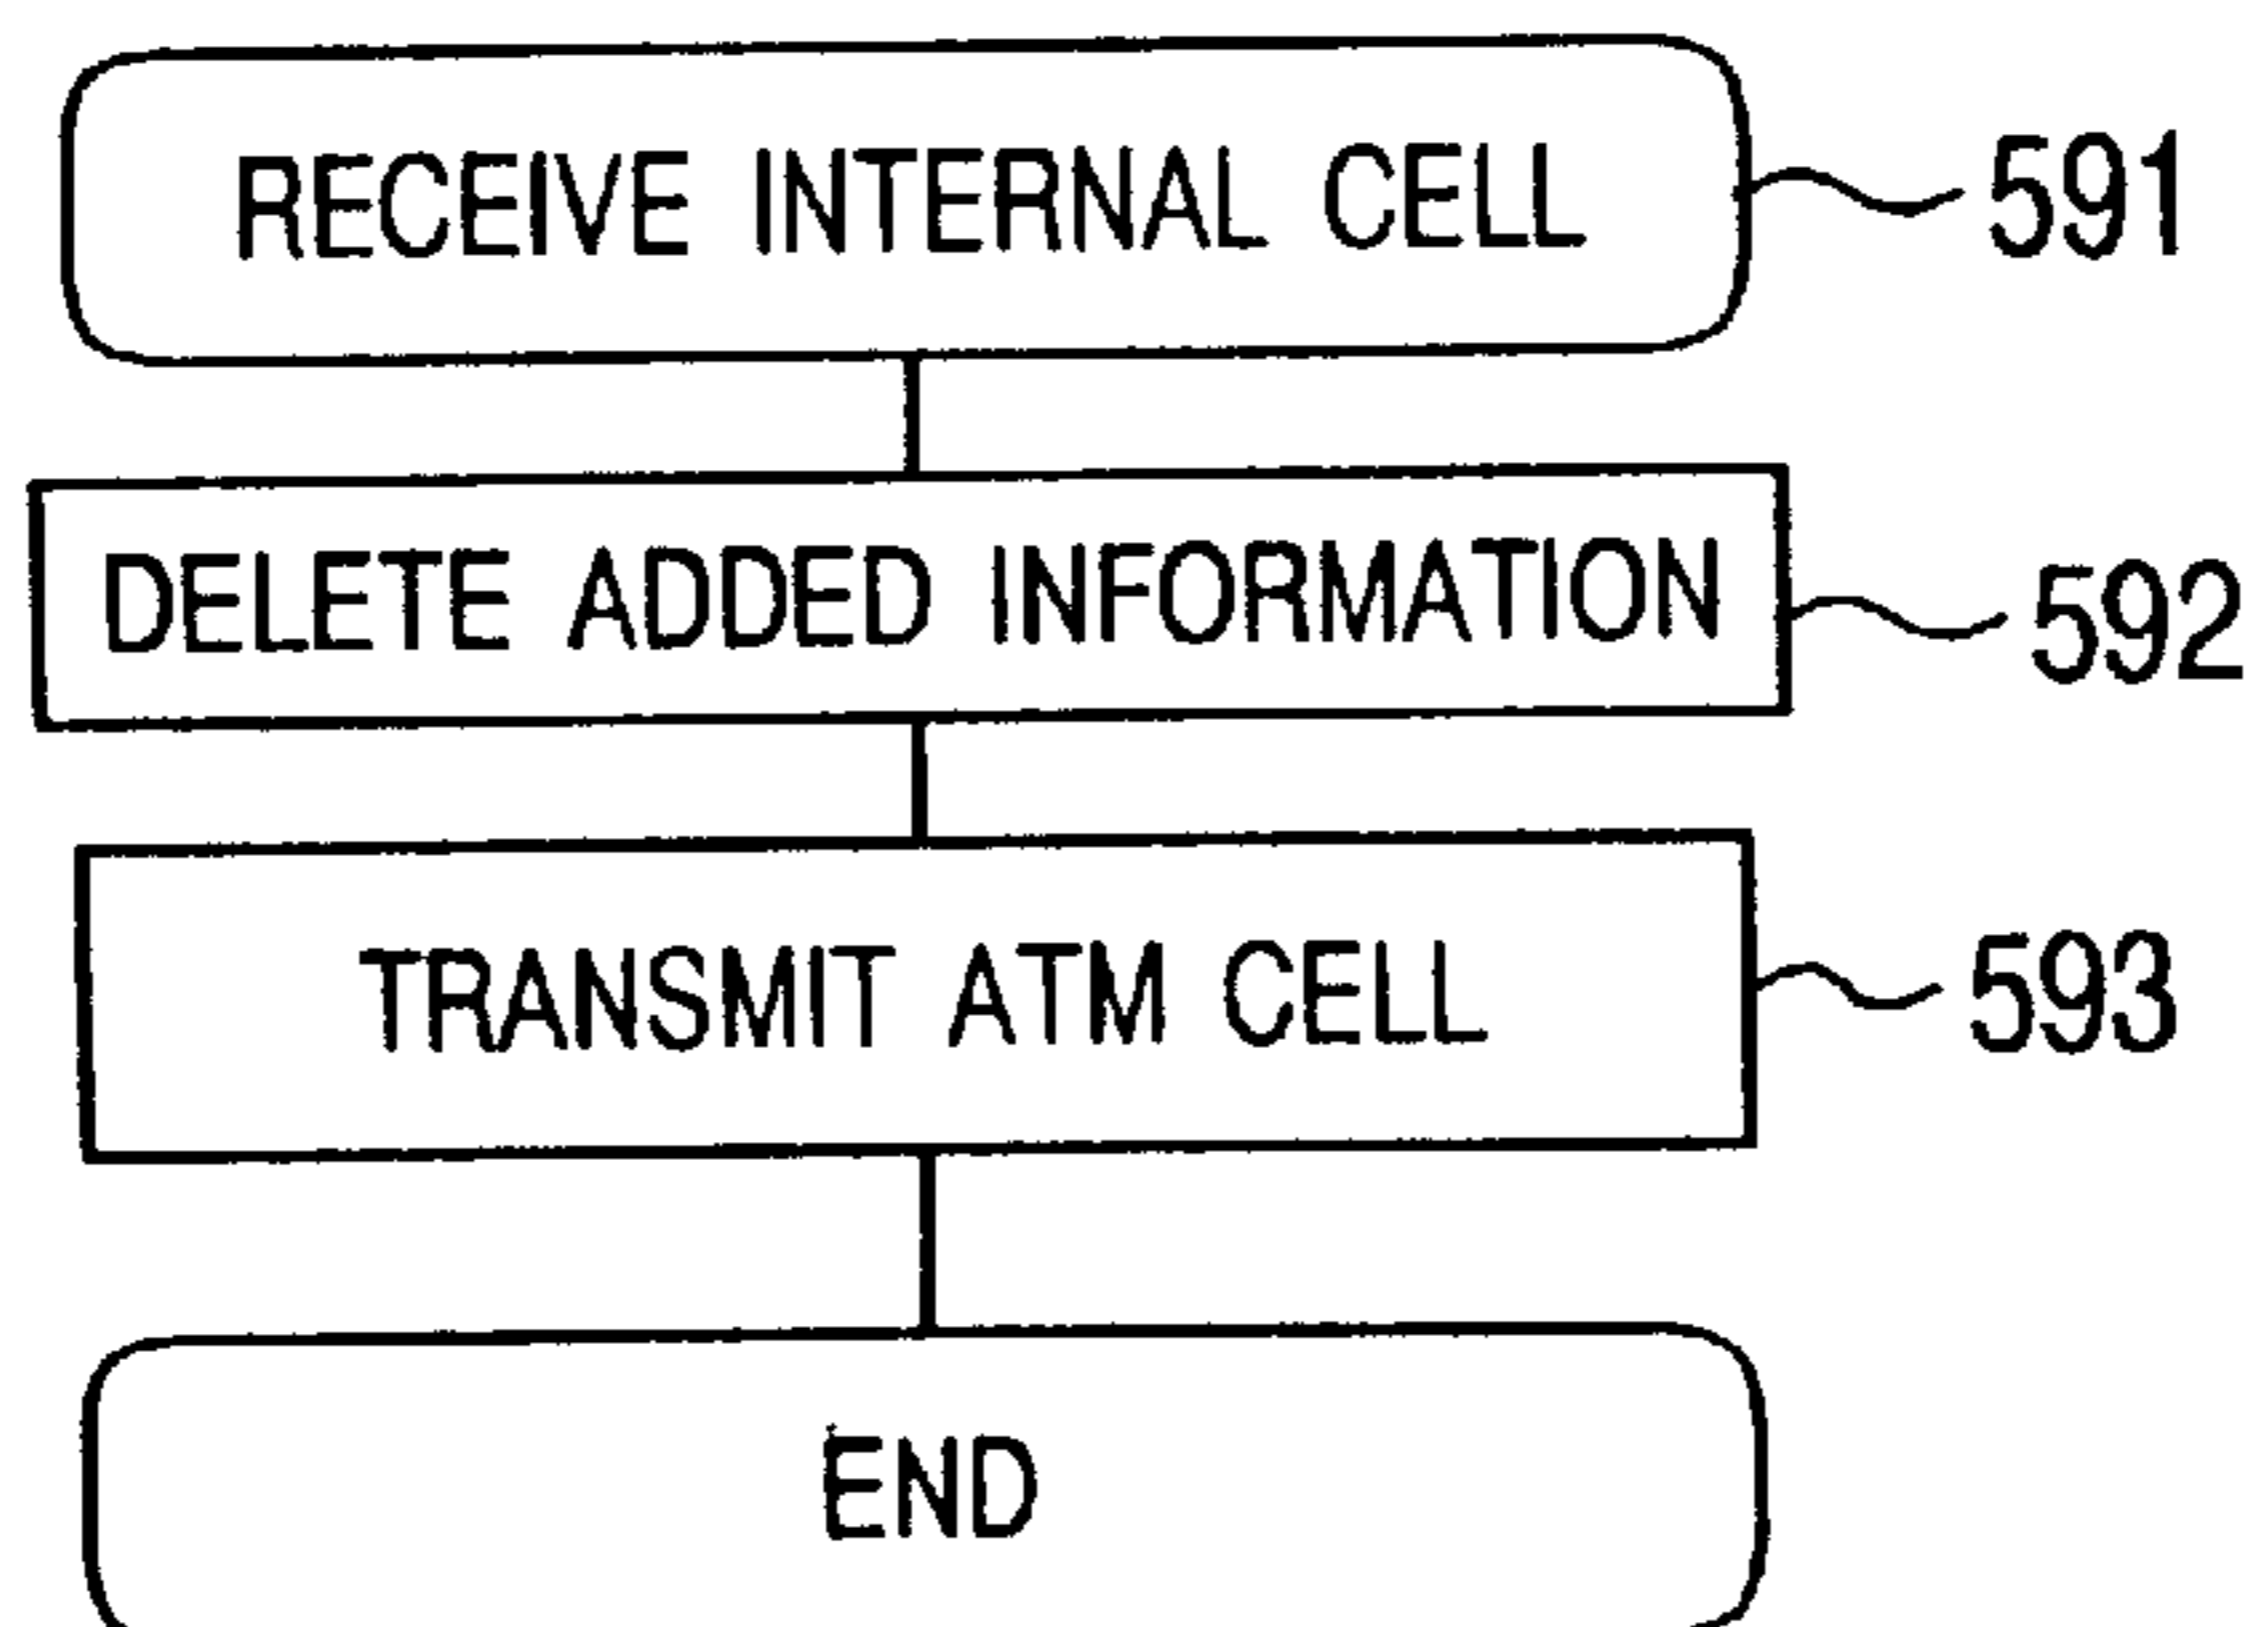 RECEIVE INTERNAL CELL 591
DELETE ADDED INFORMATION 592
TRANSMIT ATM CELL 593
END